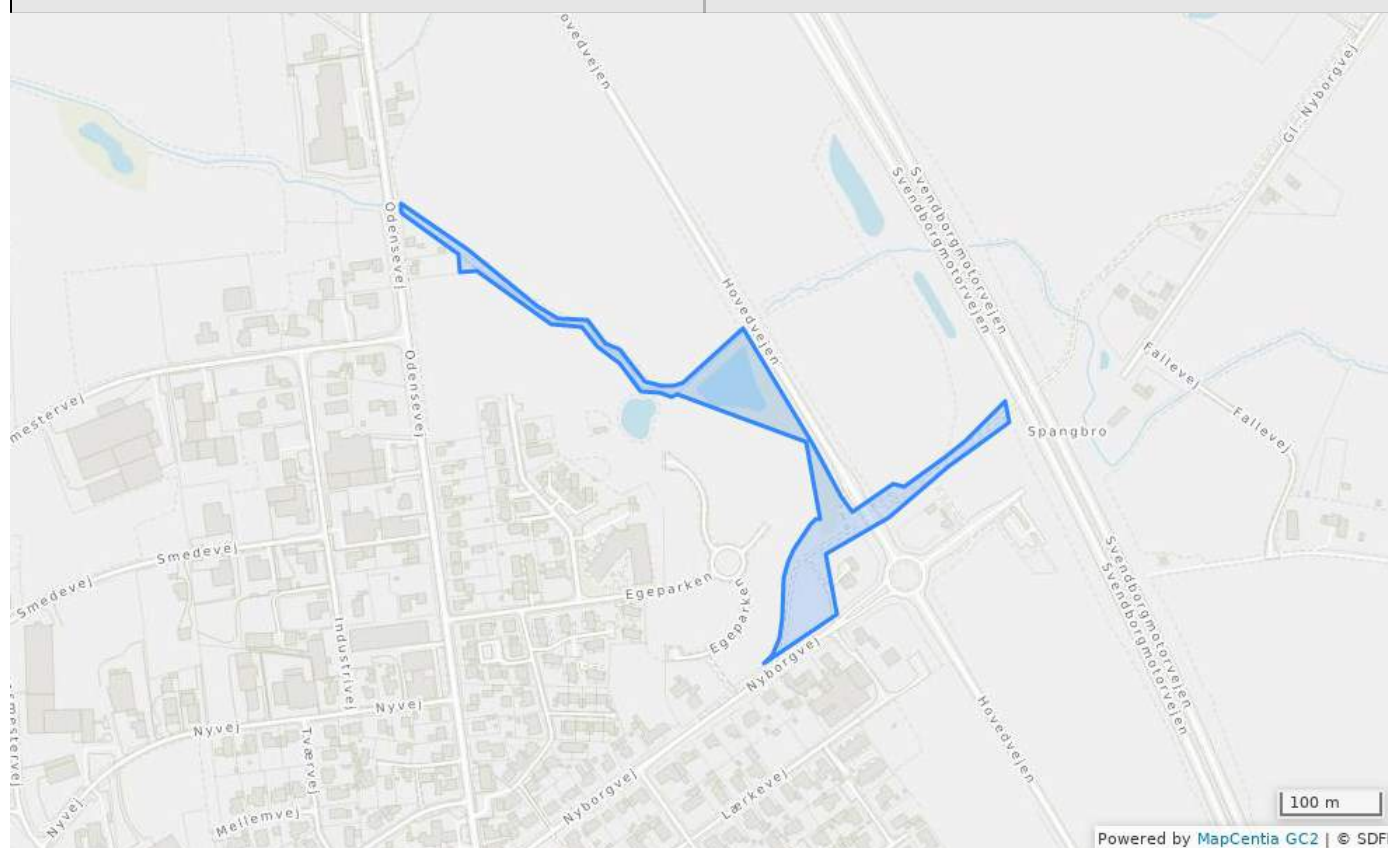 ovedvejen
Gl. Nyborgvej
Svendborgmotorvejen
Svendborgmotorvejen
Odensevej
Hovedvejen
Fallevej
Odensevej
mestervej
Fallevej
Spangbro
Smedevej
Smedevej
Egeparken
Egeparken
Svendborgmotorvejen
Svendborgmotorvejen
Industrivej
Nyborgvej
Nyvej
Nyvej
Hovedvejen
Tværvej
Nyborgvej
Lærkevej
Nyvej
Mellemvej
100 m
Powered by MapCentia GC2 | © SDF